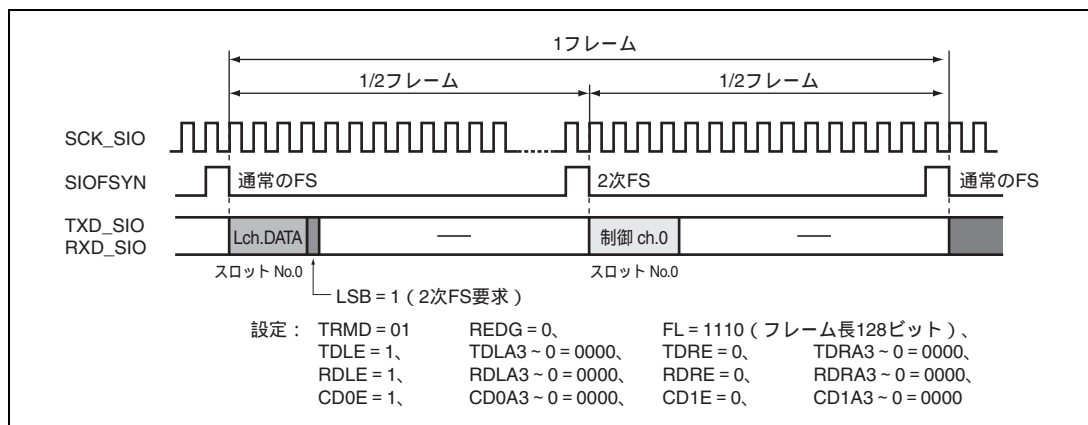 1フレーム
1/2フレーム 1/2フレーム
SCK_SIO
SIOFSYN 通常のFS 2次FS 通常のFS
TXD_SIO
RXD_SIO
Lch.DATA 制御 ch.0
スロット No.0 スロット No.0
LSB = 1 ( 2次FS要求 )
設定 : TRMD = 01 REDG = 0、 FL = 1110 ( フレーム長128ビット )、
TDLE = 1、 TDLA3 ~ 0 = 0000、 TDRE = 0、 TDRA3 ~ 0 = 0000、
RDLE = 1、 RDLA3 ~ 0 = 0000、 RDRE = 0、 RDRA3 ~ 0 = 0000、
CD0E = 1、 CD0A3 ~ 0 = 0000、 CD1E = 0、 CD1A3 ~ 0 = 0000